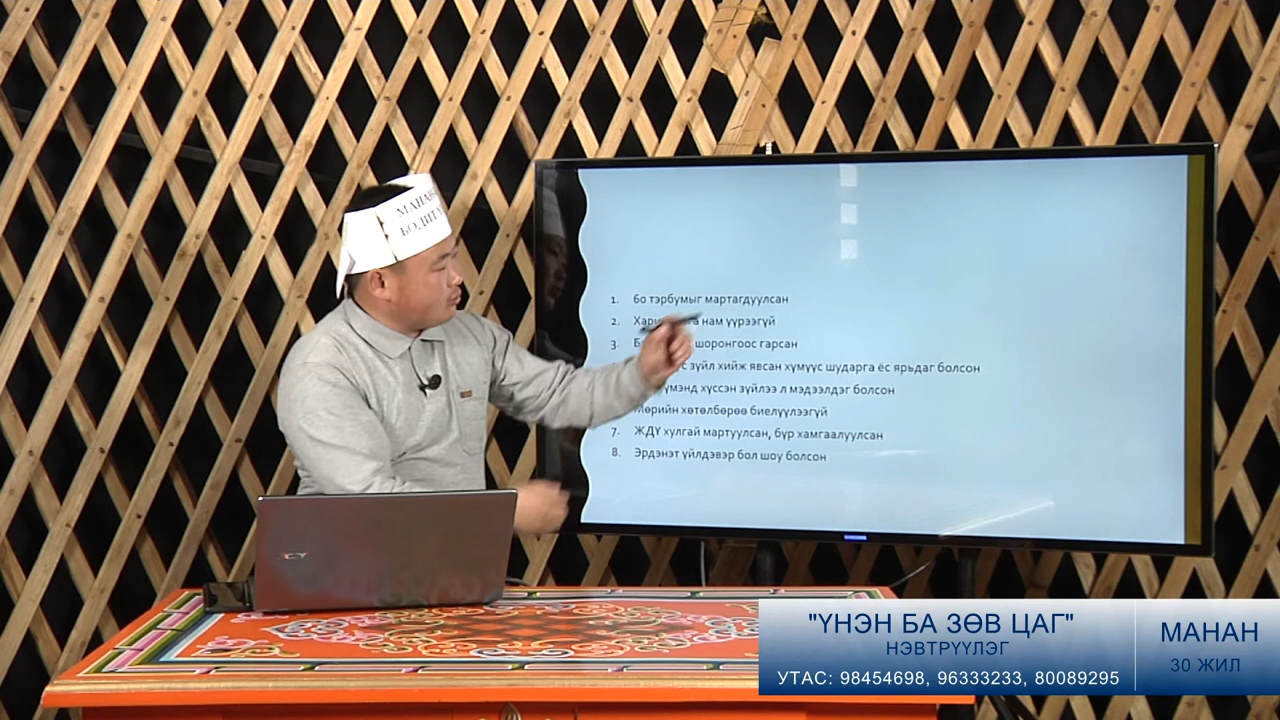 МАНАН
БОДИТ
1. 60 тэрбумыг мартагдуулсан
2. нам үүрээгүй
3. шоронгоос гарсан
зүйл хийж явсан хүмүүс шударга ёс ярьдаг болсон
хүссэн зүйлээ л мэдээлдэг болсон
Мөрийн хөтөлбөрөө биелүүлээгүй
7. ЖДҮ хулгай мартуулсан, бүр хамгаалуулсан
8. Эрдэнэт үйлдвэр бол шоу болсон
"ҮНЭН БА ЗӨВ ЦАГ"
НЭВТРҮҮЛЭГ
УТАС: 98454698, 96333233, 80089295
МАНАН
30 ЖИЛ